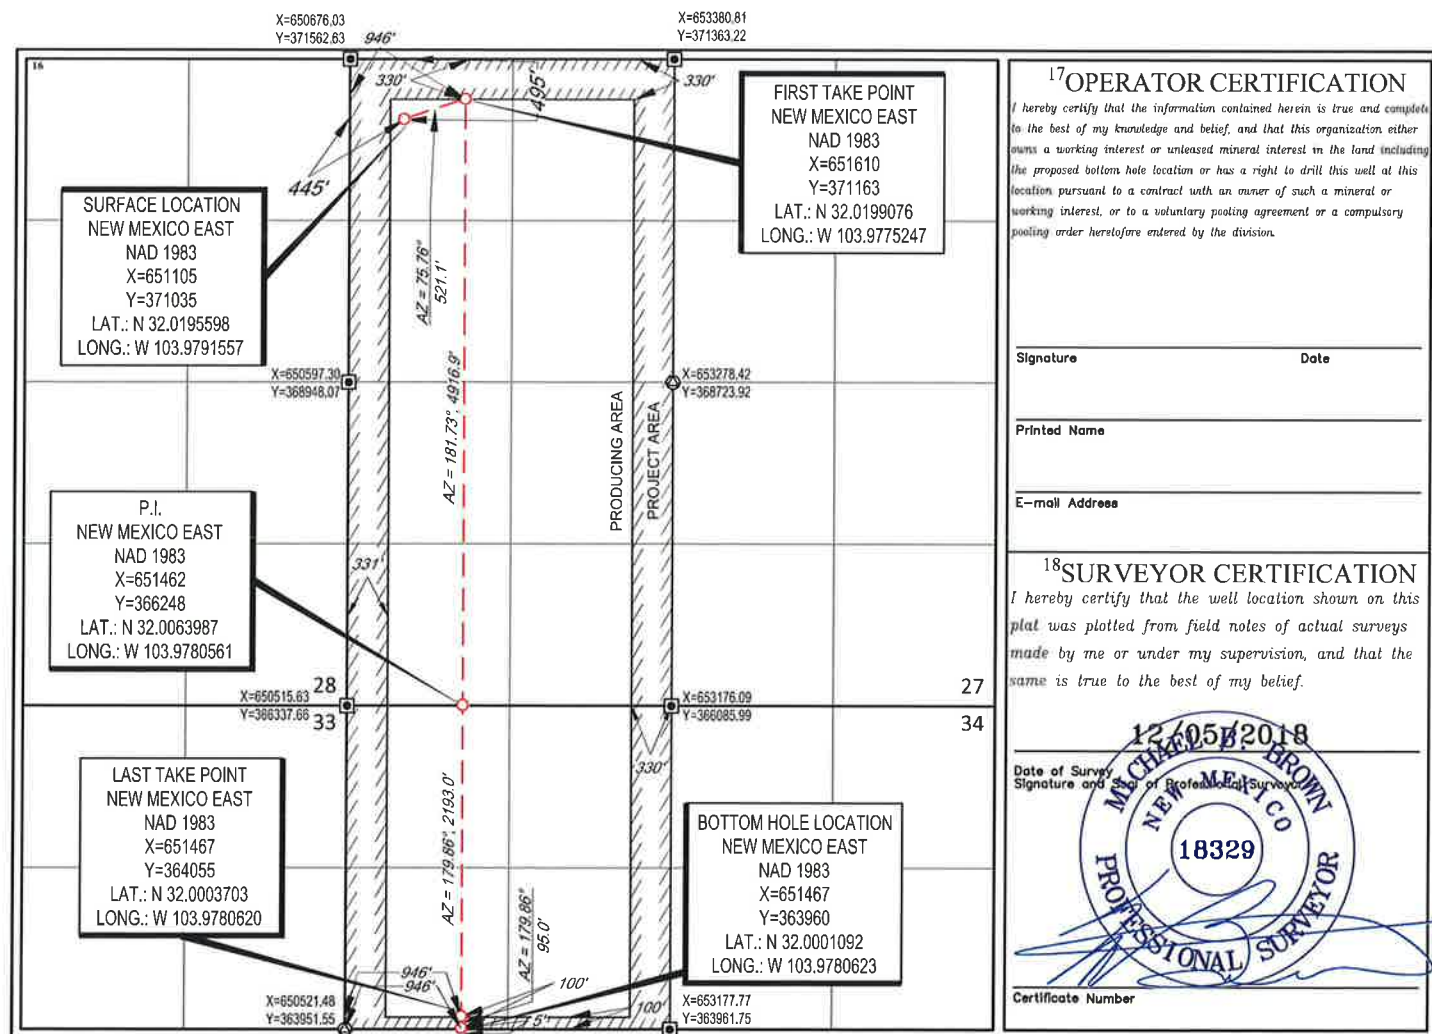 X=650676.03
Y=371562.63
X=653380.81
Y=371363.22
16
946'
330'
495'
330'
445'
FIRST TAKE POINT
NEW MEXICO EAST
NAD 1983
X=651610
Y=371163
LAT.: N 32.0199076
LONG.: W 103.9775247
SURFACE LOCATION
NEW MEXICO EAST
NAD 1983
X=651105
Y=371035
LAT.: N 32.0195598
LONG.: W 103.9791557
AZ = 75.76°
521.1'
X=650597.30
Y=368948.07
X=653278.42
Y=368723.92
AZ = 181.73°, 4916.9'
PRODUCING AREA
PROJECT AREA
P.I.
NEW MEXICO EAST
NAD 1983
X=651462
Y=366248
LAT.: N 32.0063987
LONG.: W 103.9780561
331'
X=650515.63
Y=366337.66
28
33
X=653176.09
Y=366085.99
27
34
330'
LAST TAKE POINT
NEW MEXICO EAST
NAD 1983
X=651467
Y=364055
LAT.: N 32.0003703
LONG.: W 103.9780620
AZ = 179.86°, 2193.0'
AZ = 179.86°
95.0'
BOTTOM HOLE LOCATION
NEW MEXICO EAST
NAD 1983
X=651467
Y=363960
LAT.: N 32.0001092
LONG.: W 103.9780623
946'
946'
100'
100'
5'
X=650521.48
Y=363951.55
X=653177.77
Y=363961.75
17 OPERATOR CERTIFICATION
I hereby certify that the information contained herein is true and complete
to the best of my knowledge and belief, and that this organization either
owns a working interest or unleased mineral interest in the land including
the proposed bottom hole location or has a right to drill this well at this
location pursuant to a contract with an owner of such a mineral or
working interest, or to a voluntary pooling agreement or a compulsory
pooling order heretofore entered by the division.
Signature Date
Printed Name
E-mail Address
18 SURVEYOR CERTIFICATION
I hereby certify that the well location shown on this
plat was plotted from field notes of actual surveys
made by me or under my supervision, and that the
same is true to the best of my belief.
12/05/2018
Date of Survey
Signature and Seal of Professional Surveyor
MICHAEL B. BROWN
NEW MEXICO
18329
PROFESSIONAL SURVEYOR
Certificate Number